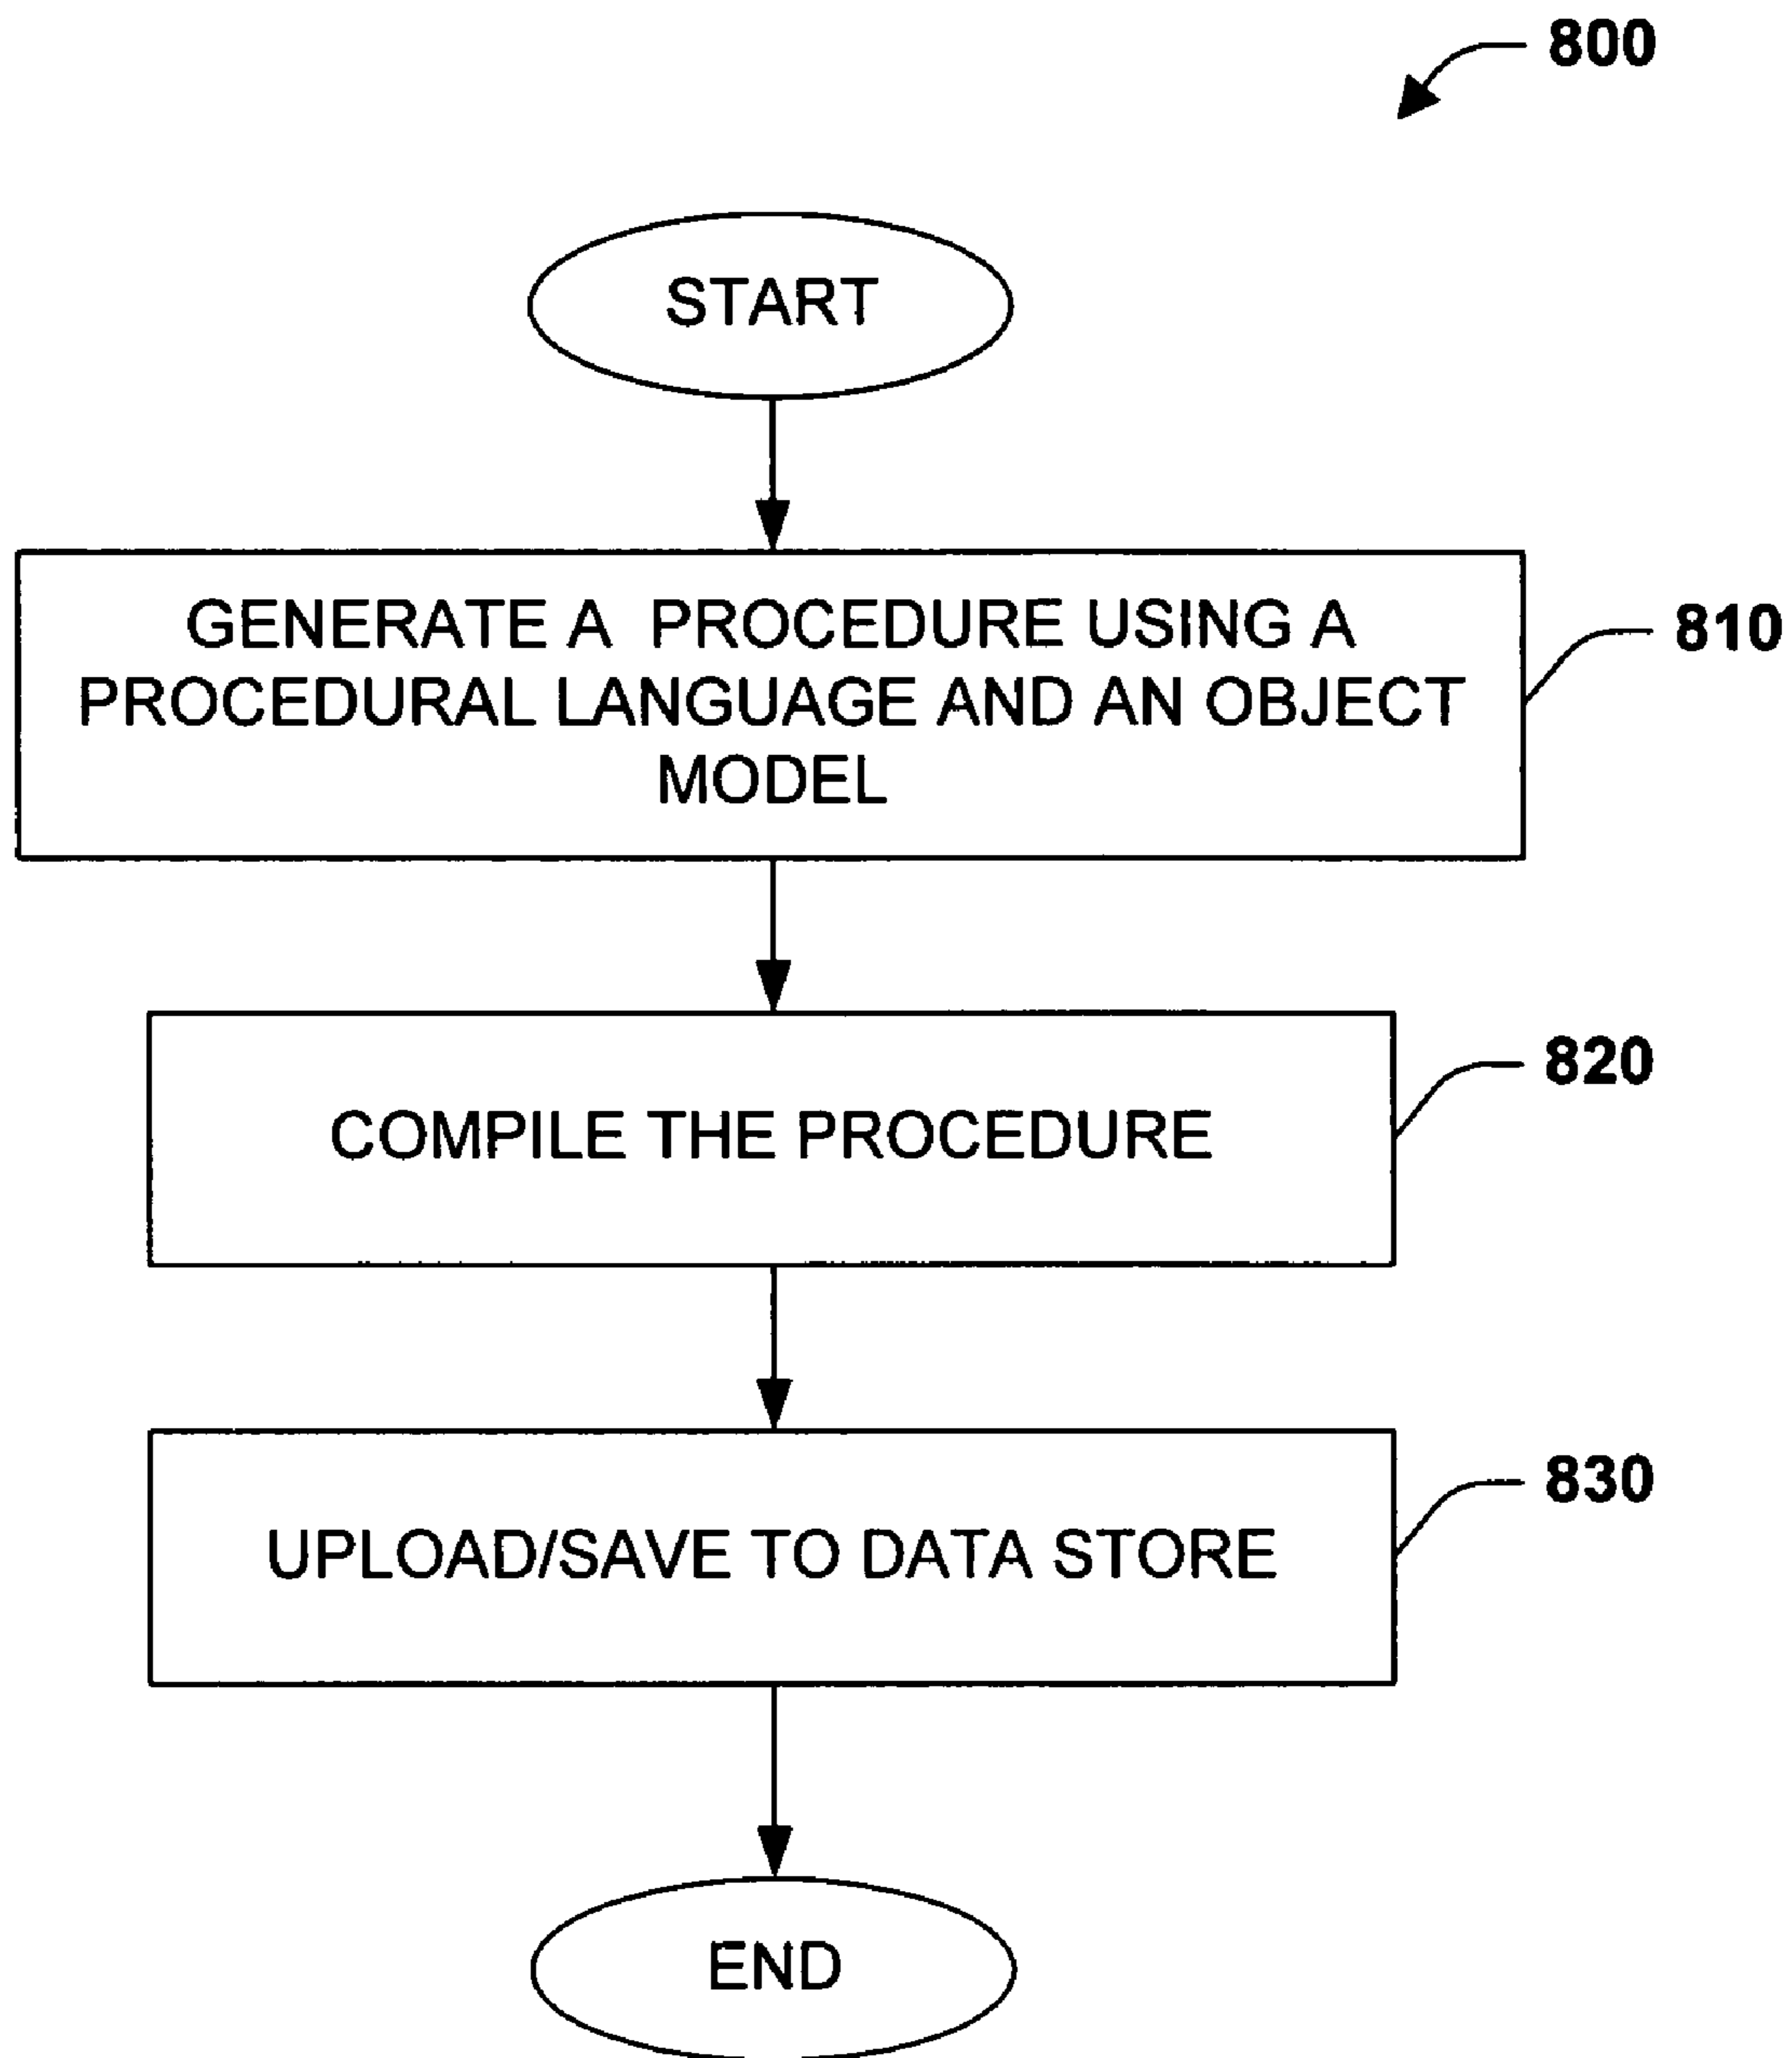 800
START
GENERATE A PROCEDURE USING A
PROCEDURAL LANGUAGE AND AN OBJECT
MODEL
810
COMPILE THE PROCEDURE
820
UPLOAD/SAVE TO DATA STORE
830
END